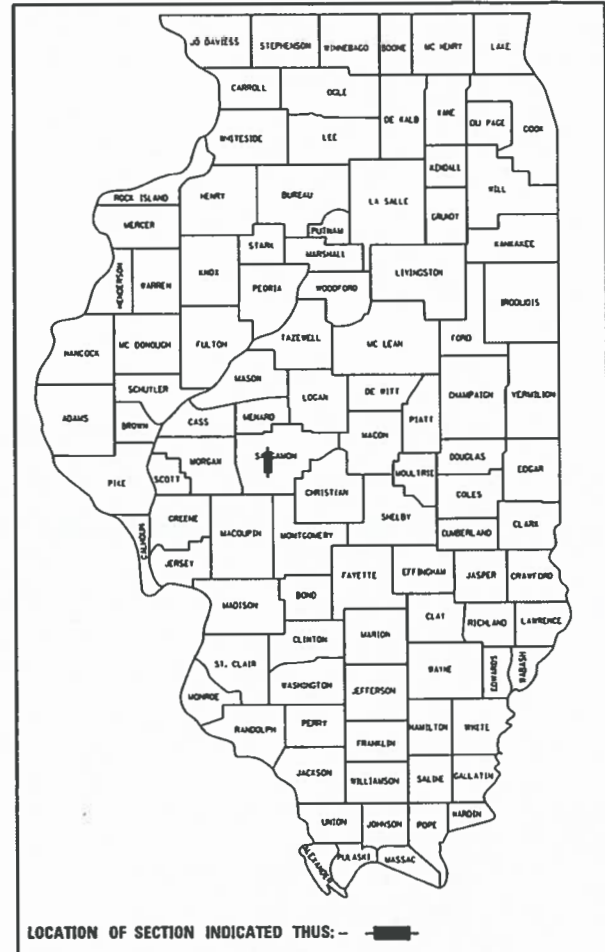 JO DAVIESS STEPHENSON WINNEBAGO BOONE MC HENRY LAKE
CARROLL OGLE DE KALB KANE DU PAGE COOK
WHITESIDE LEE
KENDALL WILL
ROCK ISLAND HENRY BUREAU LA SALLE GRUNDY
MERCER PUTNAM
STARK MARSHALL KANKAKEE
HENDERSON WARREN KNOX PEORIA WOODFORD LIVINGSTON IROQUOIS
HANCOCK MC DONOUGH FULTON TAZEWELL MC LEAN FORD
MASON
SCHUYLER LOGAN DE WITT CHAMPAIGN VERMILION
ADAMS BROWN CASS MENARD PIATT
MACON
PIKE SCOTT MORGAN SANGAMON MOULTRIE DOUGLAS EDGAR
CHRISTIAN COLES
CALHOUN GREENE MACOUPIN MONTGOMERY SHELBY CUMBERLAND CLARK
JERSEY FAYETTE EFFINGHAM JASPER CRAWFORD
MADISON BOND
CLAY RICHLAND LAWRENCE
CLINTON MARION
ST. CLAIR WAYNE EDWARDS WABASH
MONROE WASHINGTON JEFFERSON
RANDOLPH PERRY HAMILTON WHITE
FRANKLIN
JACKSON WILLIAMSON SALINE GALLATIN
UNION JOHNSON POPE HARDIN
ALEXANDER PULASKI MASSAC
LOCATION OF SECTION INDICATED THUS: -